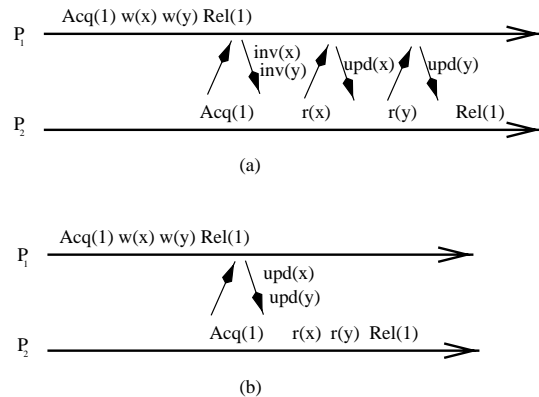 Acq(1) w(x) w(y) Rel(1)
P1
inv(x)
inv(y)
upd(x)
upd(y)
Acq(1)
r(x)
r(y)
Rel(1)
P2
(a)
Acq(1) w(x) w(y) Rel(1)
P1
upd(x)
upd(y)
Acq(1)
r(x) r(y) Rel(1)
P2
(b)